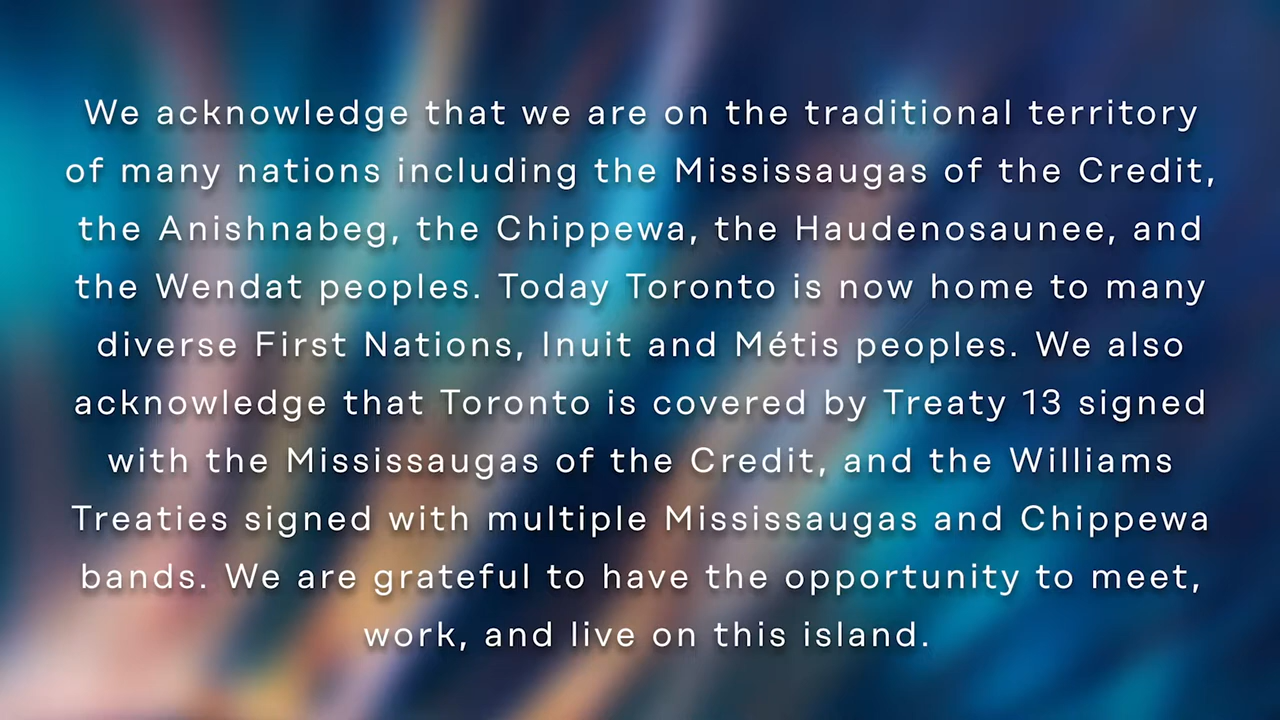 We acknowledge that we are on the traditional territory
of many nations including the Mississaugas of the Credit,
the Anishnabeg, the Chippewa, the Haudenosaunee, and
the Wendat peoples. Today Toronto is now home to many
diverse First Nations, Inuit and Métis peoples. We also
acknowledge that Toronto is covered by Treaty 13 signed
with the Mississaugas of the Credit, and the Williams
Treaties signed with multiple Mississaugas and Chippewa
bands. We are grateful to have the opportunity to meet,
work, and live on this island.